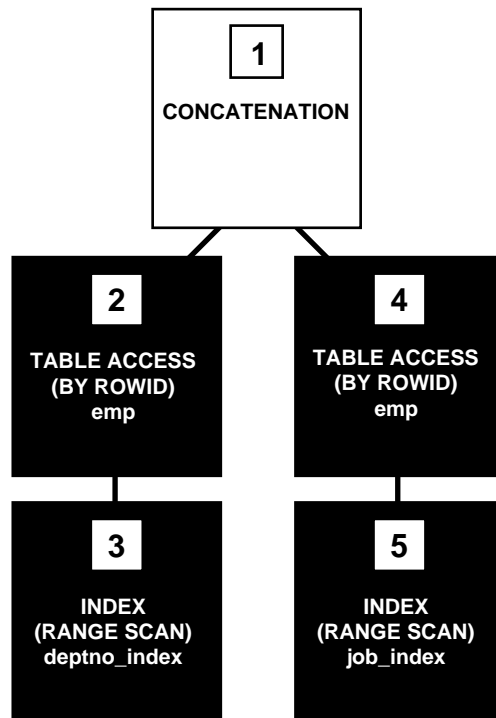 1
CONCATENATION
2
TABLE ACCESS
(BY ROWID)
emp
4
TABLE ACCESS
(BY ROWID)
emp
3
INDEX
(RANGE SCAN)
deptno_index
5
INDEX
(RANGE SCAN)
job_index